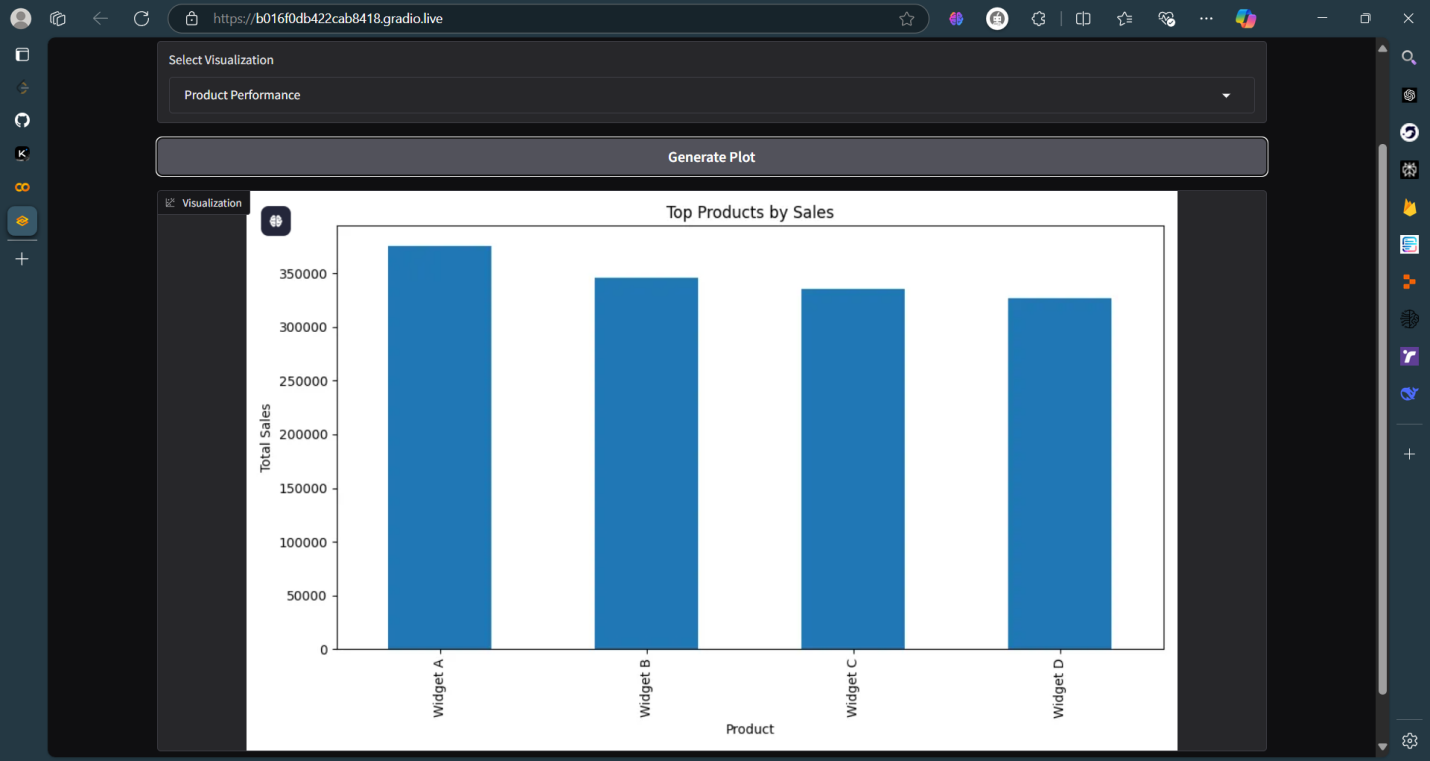 https://b016f0db422cab8418.gradio.live
Select Visualization
Product Performance
Generate Plot
Visualization
Top Products by Sales
350000
300000
250000
200000
150000
100000
50000
0
Total Sales
Widget A
Widget B
Widget C
Widget D
Product